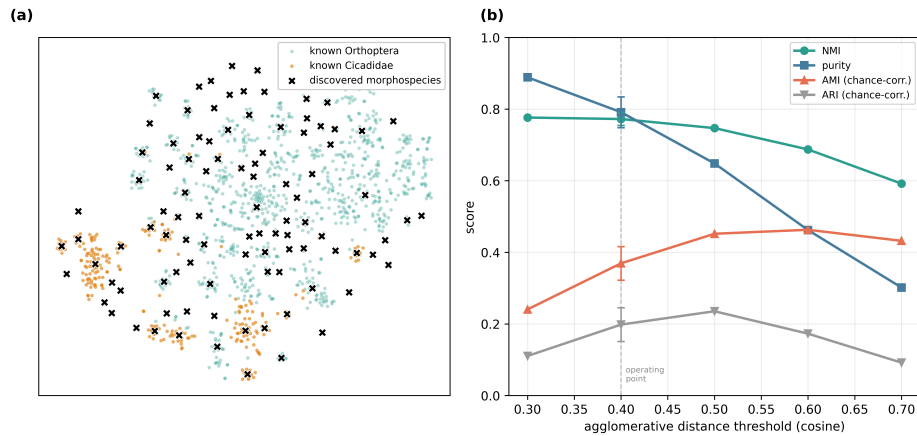 (a)
known Orthoptera
known Cicadidae
discovered morphospecies
(b)
1.0
0.8
0.6
0.4
0.2
0.0
score
NMI
purity
AMI (chance-corr.)
ARI (chance-corr.)
operating
point
0.30 0.35 0.40 0.45 0.50 0.55 0.60 0.65 0.70
agglomerative distance threshold (cosine)